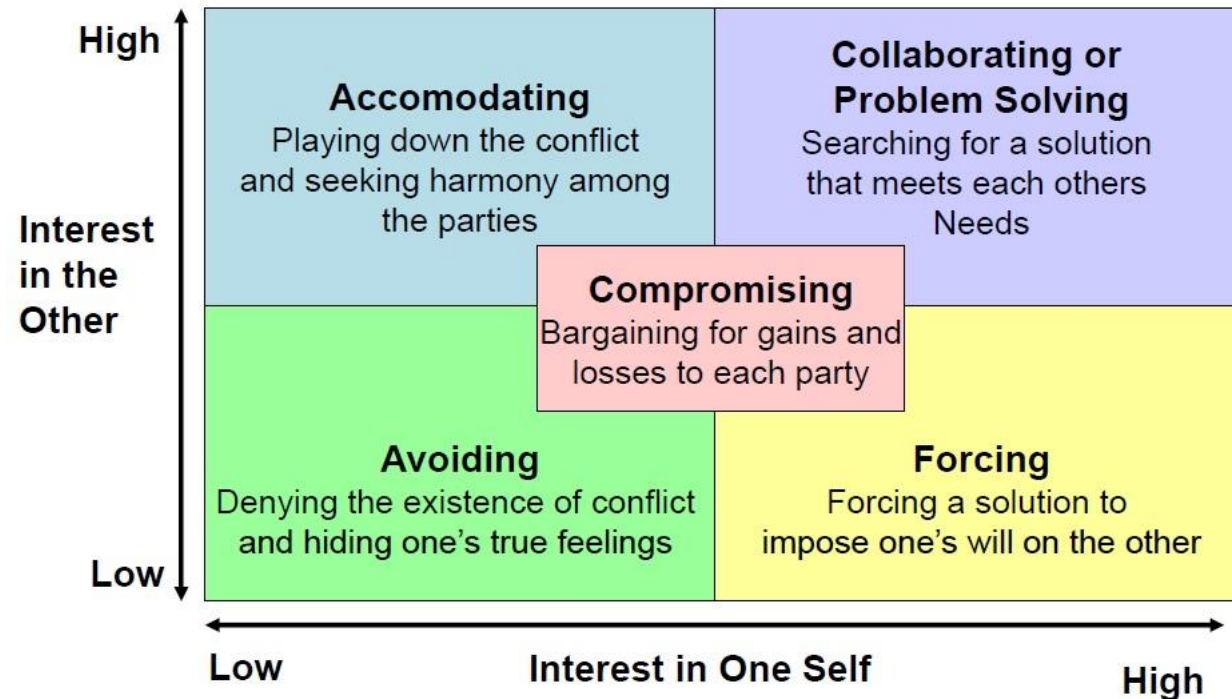 High
Accomodating
Playing down the conflict
and seeking harmony among
the parties
Collaborating or
Problem Solving
Searching for a solution
that meets each others
Needs
Interest
in the
Other
Compromising
Bargaining for gains and
losses to each party
Avoiding
Denying the existence of conflict
and hiding one's true feelings
Forcing
Forcing a solution to
impose one's will on the other
Low
Low
Interest in One Self
High